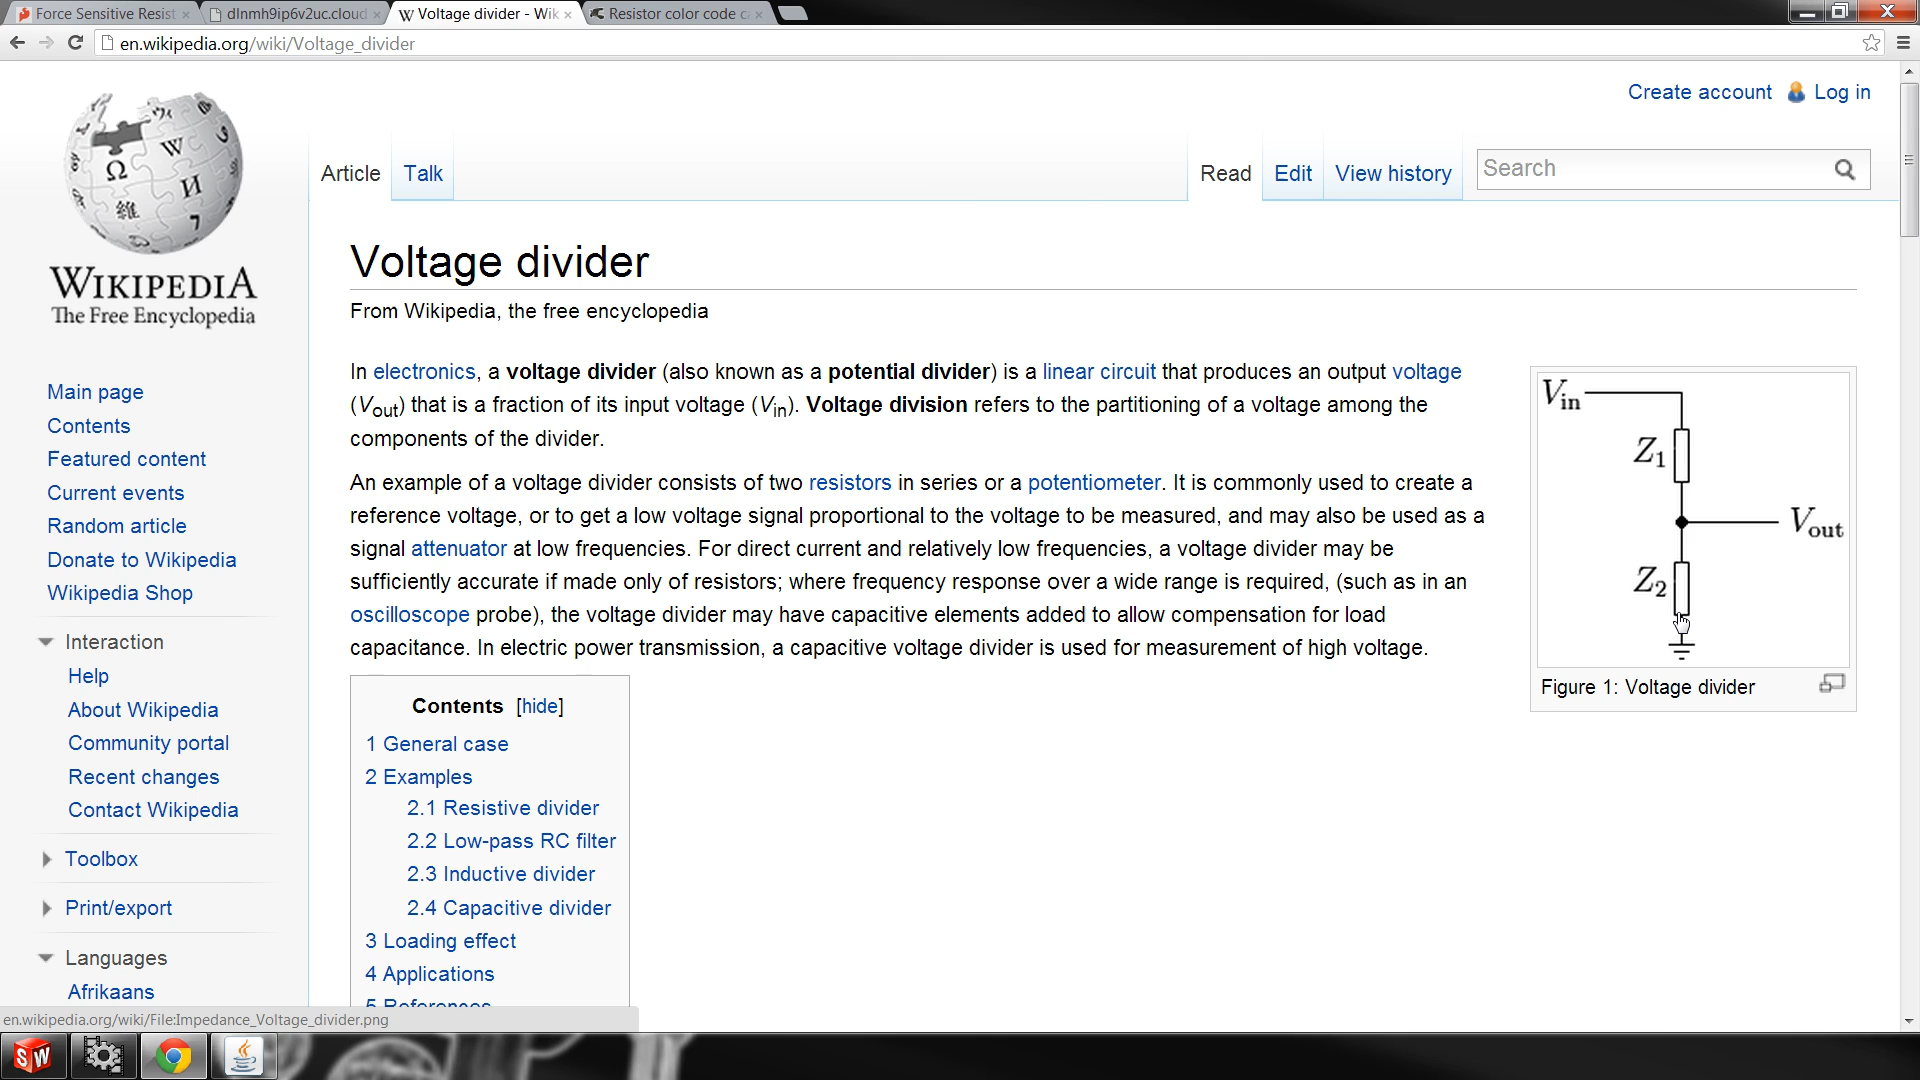 Force Sensitive Resist
dlnmh9ip6v2uc.cloud
Voltage divider - Wik
Resistor color code c
en.wikipedia.org/wiki/Voltage_divider
Create account Log in
Article Talk Read Edit View history Search
WIKIPEDIA
The Free Encyclopedia
Main page
Contents
Featured content
Current events
Random article
Donate to Wikipedia
Wikipedia Shop
Interaction
Help
About Wikipedia
Community portal
Recent changes
Contact Wikipedia
Toolbox
Print/export
Languages
Afrikaans
Voltage divider
From Wikipedia, the free encyclopedia
In electronics, a voltage divider (also known as a potential divider) is a linear circuit that produces an output voltage
(Vout) that is a fraction of its input voltage (Vin). Voltage division refers to the partitioning of a voltage among the
components of the divider.
An example of a voltage divider consists of two resistors in series or a potentiometer. It is commonly used to create a
reference voltage, or to get a low voltage signal proportional to the voltage to be measured, and may also be used as a
signal attenuator at low frequencies. For direct current and relatively low frequencies, a voltage divider may be
sufficiently accurate if made only of resistors; where frequency response over a wide range is required, (such as in an
oscilloscope probe), the voltage divider may have capacitive elements added to allow compensation for load
capacitance. In electric power transmission, a capacitive voltage divider is used for measurement of high voltage.
Vin
Z1
Vout
Z2
Figure 1: Voltage divider
Contents [hide]
1 General case
2 Examples
2.1 Resistive divider
2.2 Low-pass RC filter
2.3 Inductive divider
2.4 Capacitive divider
3 Loading effect
4 Applications
5 References
en.wikipedia.org/wiki/File:Impedance_Voltage_divider.png
SW